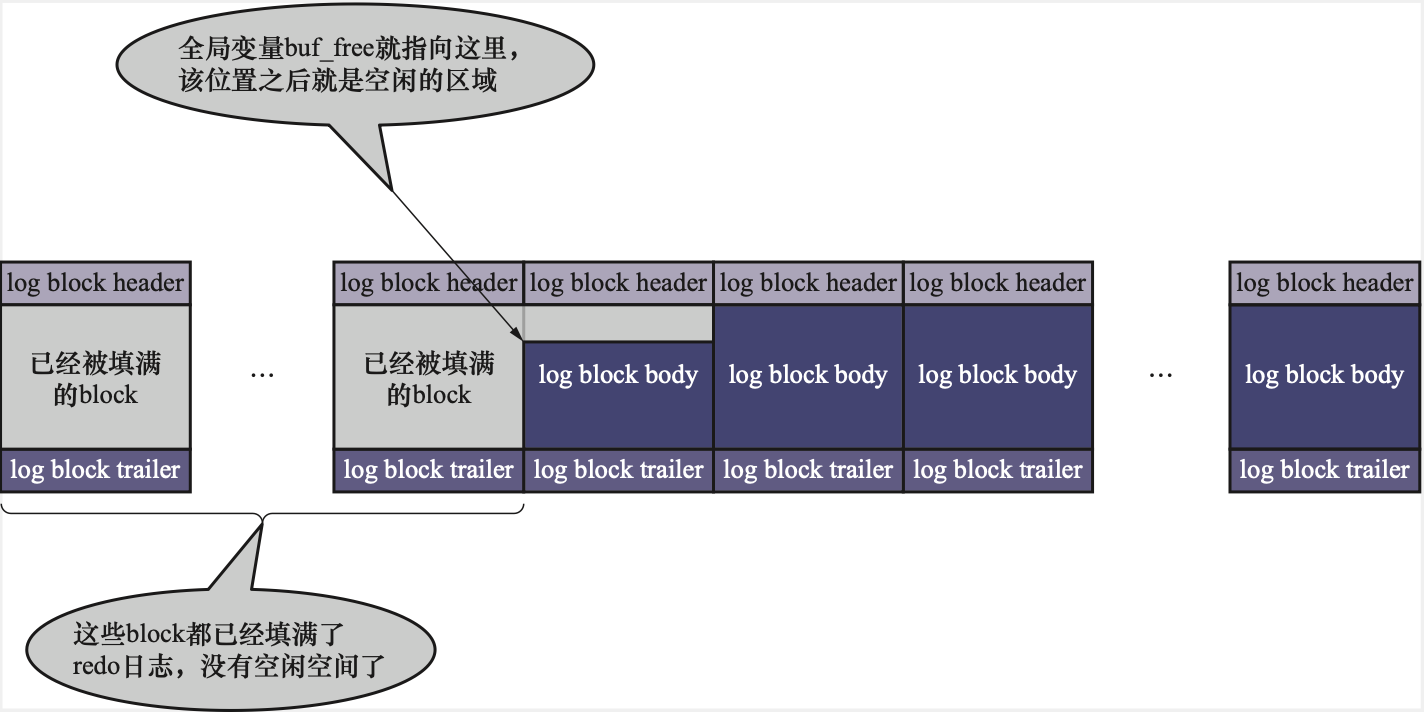 全局变量buf_free就指向这里，
该位置之后就是空闲的区域
log block header
log block header
log block header
log block header
log block header
log block header
已经被填满
的block
...
已经被填满
的block
log block body
log block body
log block body
...
log block body
log block trailer
log block trailer
log block trailer
log block trailer
log block trailer
log block trailer
这些block都已经填满了
redo日志，没有空闲空间了